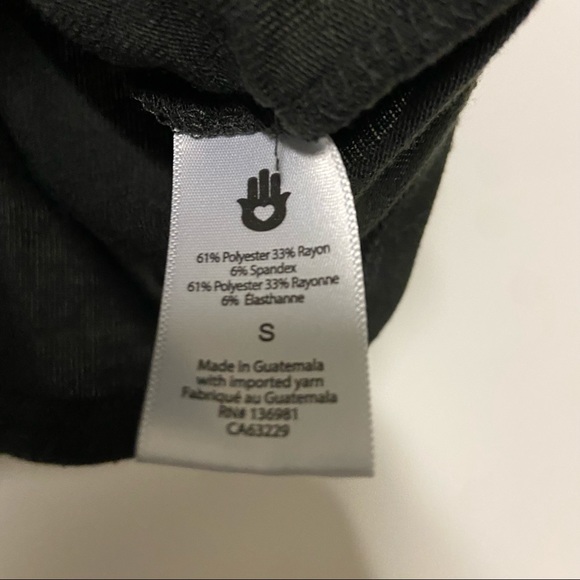 61% Polyester 33% Rayon
6% Spandex
61% Polyester 33% Rayonne
6% Élasthanne
S
Made in Guatemala
with imported yarn
Fabriqué au Guatemala
RN# 136981
CA63229